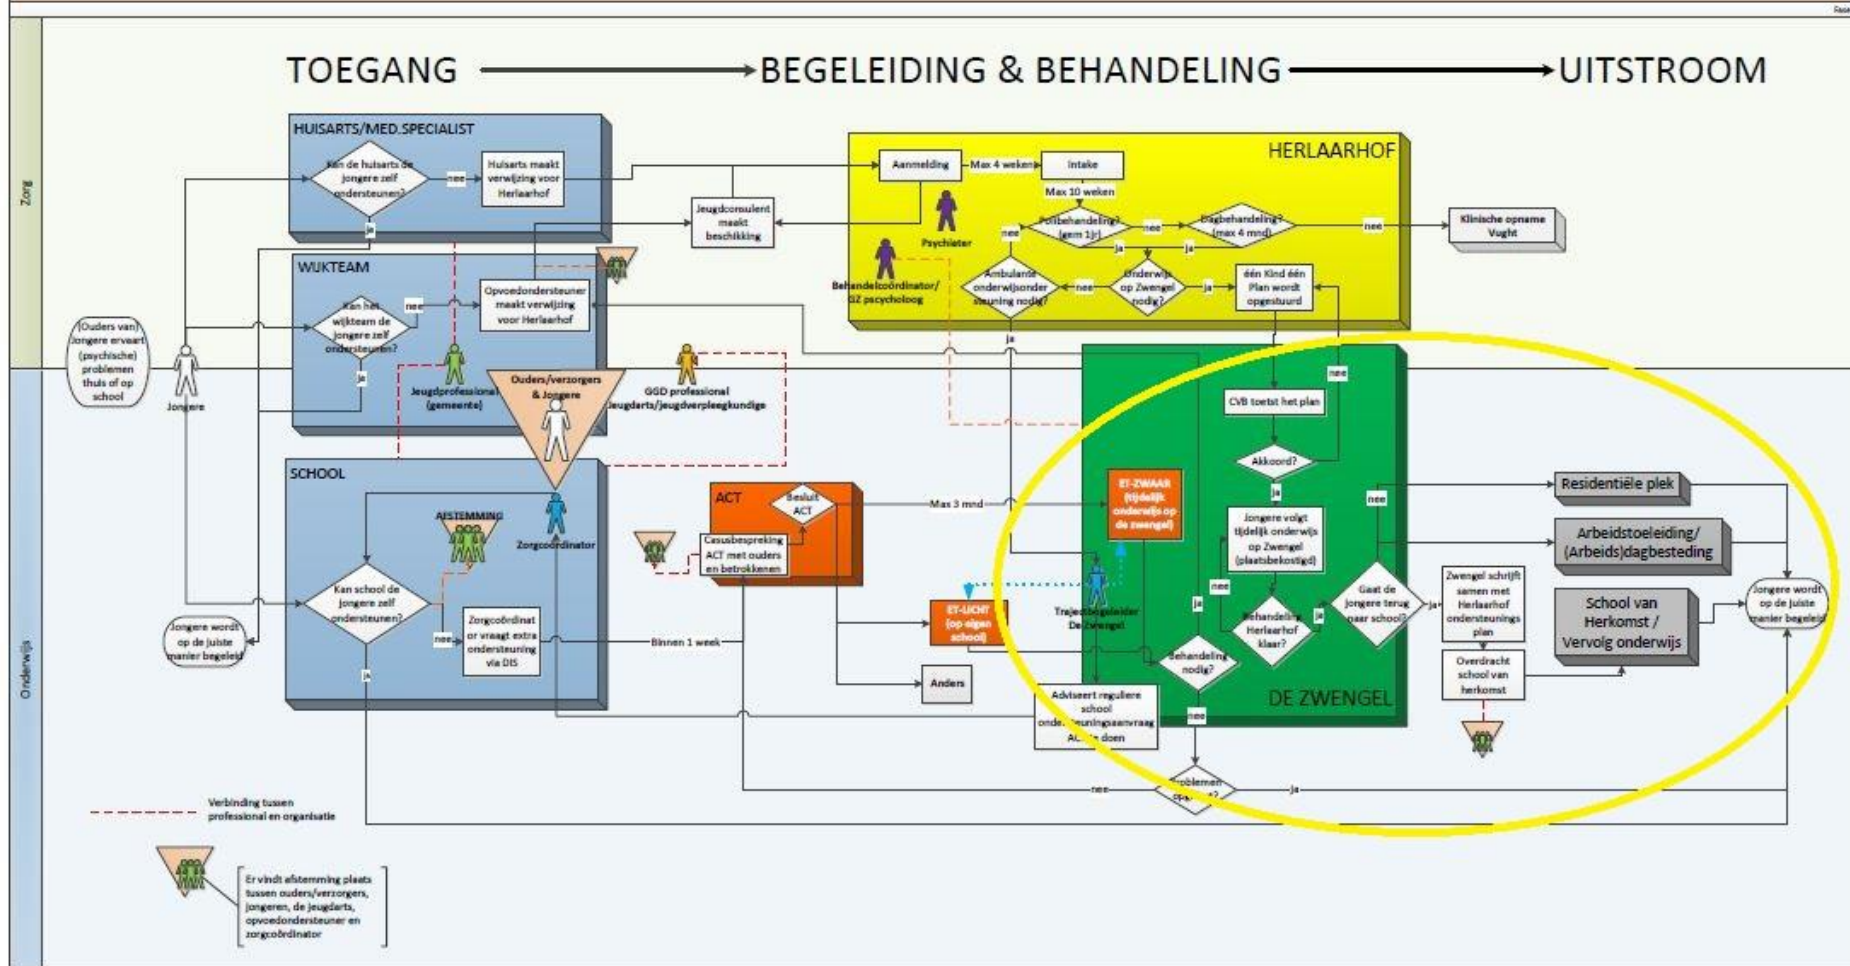 Fase
TOEGANG
BEGELEIDING & BEHANDELING
UITSTROOM
Zorg
Onderwijs
HUISARTS/MED.SPECIALIST
Kan de huisarts de
jongere zelf
ondersteunen?
nee
Huisarts maakt
verwijzing voor
Herlaarhof
ja
WIJKTEAM
Kan het
wijkteam de
jongere zelf
ondersteunen?
nee
Opvoedondersteuner
maakt verwijzing
voor Herlaarhof
ja
Jeugdprofessional
(gemeente)
(Ouders van)
Jongere ervaart
(psychische)
problemen
thuis of op
school
Jongere
Ouders/verzorgers
& Jongere
GGD professional
Jeugdarts/jeugdverpleegkundige
SCHOOL
AFSTEMMING
Zorgcoördinator
Kan school de
jongere zelf
ondersteunen?
nee
Zorgcoördinat
or vraagt extra
ondersteuning
via DIS
ja
Jongere wordt
op de juiste
manier begeleid
Jeugdconsulent
maakt
beschikking
HERLAARHOF
Aanmelding
Max 4 weken
Intake
Max 10 weken
Psychiater
Polibehandeling?
(gem 1jr)
nee
Dagbehandeling?
(max 4 mnd)
nee
Klinische opname
Vught
nee
ja
ja
Behandelcoördinator/
GZ pscycholoog
Ambulante
onderwijsonder
steuning nodig?
nee
Onderwijs
op Zwengel
nodig?
ja
één Kind één
Plan wordt
opgestuurd
ja
nee
ACT
Besluit
ACT
Casusbespreking
ACT met ouders
en betrokkenen
Max 3 mnd
Binnen 1 week
ET-LICHT
(op eigen
school)
Anders
CVB toetst het plan
Akkoord?
ja
ET-ZWAAR
(tijdelijk
onderwijs op
de zwengel)
Jongere volgt
tijdelijk onderwijs
op Zwengel
(plaatsbekostigd)
nee
Trajectbegeleider
De Zwengel
ja
Behandeling
Herlaarhof
klaar?
ja
Gaat de
jongere terug
naar school?
nee
ja
Behandeling
nodig?
nee
DE ZWENGEL
Adviseert reguliere
school
ondersteuningsaanvraag
doen
nee
ja
Zwengel schrijft
samen met
Herlaarhof
ondersteunings
plan
Overdracht
school van
herkomst
Residentiële plek
Arbeidstoeleiding/
(Arbeids)dagbesteding
School van
Herkomst /
Vervolg onderwijs
Jongere wordt
op de juiste
manier begeleid
Verbinding tussen
professional en organisatie
Er vindt afstemming plaats
tussen ouders/verzorgers,
jongeren, de jeugdarts,
opvoedondersteuner en
zorgcoördinator